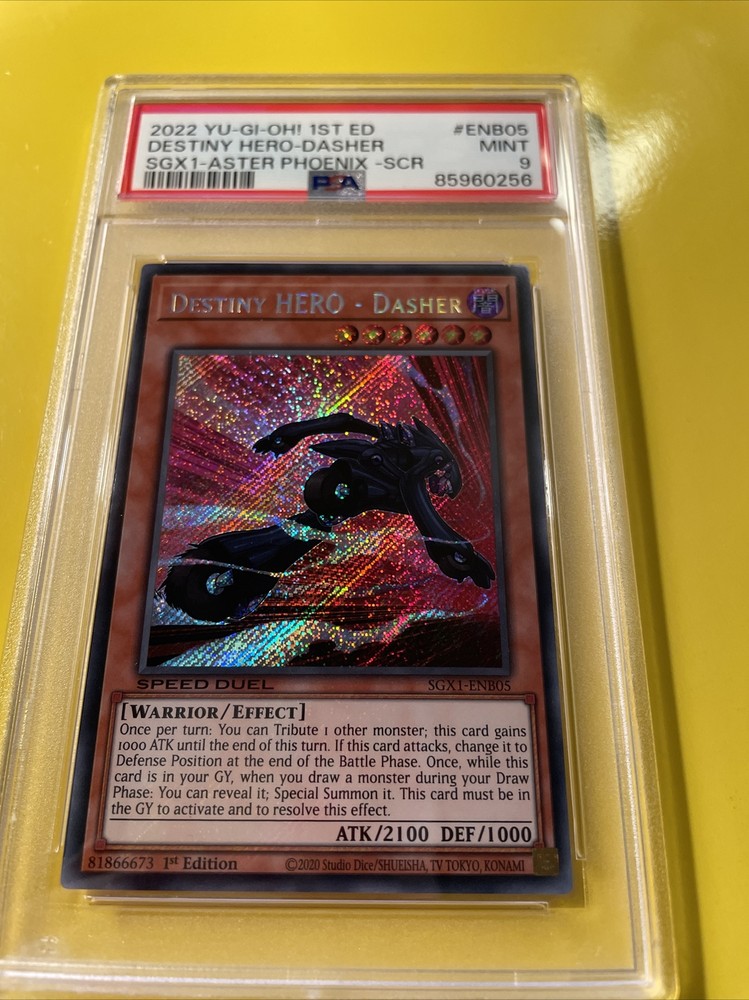 2022 YU-GI-OH! 1ST ED #ENB05
DESTINY HERO-DASHER MINT
SGX1-ASTER PHOENIX -SCR 9
PSA 85960256
DESTINY HERO - DASHER 闇
SPEED DUEL SGX1-ENB05
[WARRIOR/EFFECT]
Once per turn: You can Tribute 1 other monster; this card gains
1000 ATK until the end of this turn. If this card attacks, change it to
Defense Position at the end of the Battle Phase. Once, while this
card is in your GY, when you draw a monster during your Draw
Phase: You can reveal it; Special Summon it. This card must be in
the GY to activate and to resolve this effect.
ATK/2100 DEF/1000
81866673 1st Edition ©2020 Studio Dice/SHUEISHA, TV TOKYO, KONAMI